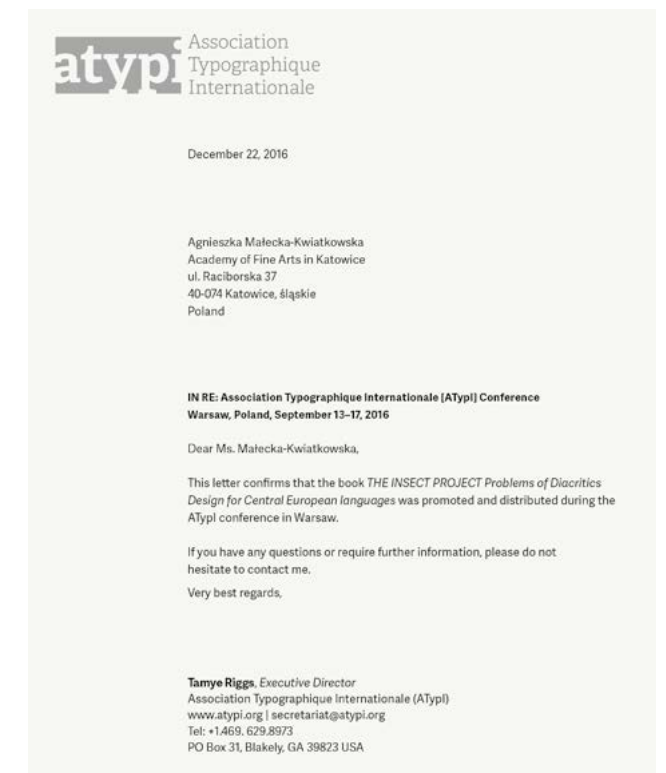 atypi
Association
Typographique
Internationale
December 22, 2016
Agnieszka Małecka-Kwiatkowska
Academy of Fine Arts in Katowice
ul. Raciborska 37
40-074 Katowice, śląskie
Poland
IN RE: Association Typographique Internationale [ATypI] Conference
Warsaw, Poland, September 13–17, 2016
Dear Ms. Małecka-Kwiatkowska,
This letter confirms that the book THE INSECT PROJECT Problems of Diacritics
Design for Central European languages was promoted and distributed during the
ATypI conference in Warsaw.
If you have any questions or require further information, please do not
hesitate to contact me.
Very best regards,
Tamye Riggs, Executive Director
Association Typographique Internationale (ATypI)
www.atypi.org | secretariat@atypi.org
Tel: +1.469. 629.8973
PO Box 31, Blakely, GA 39823 USA